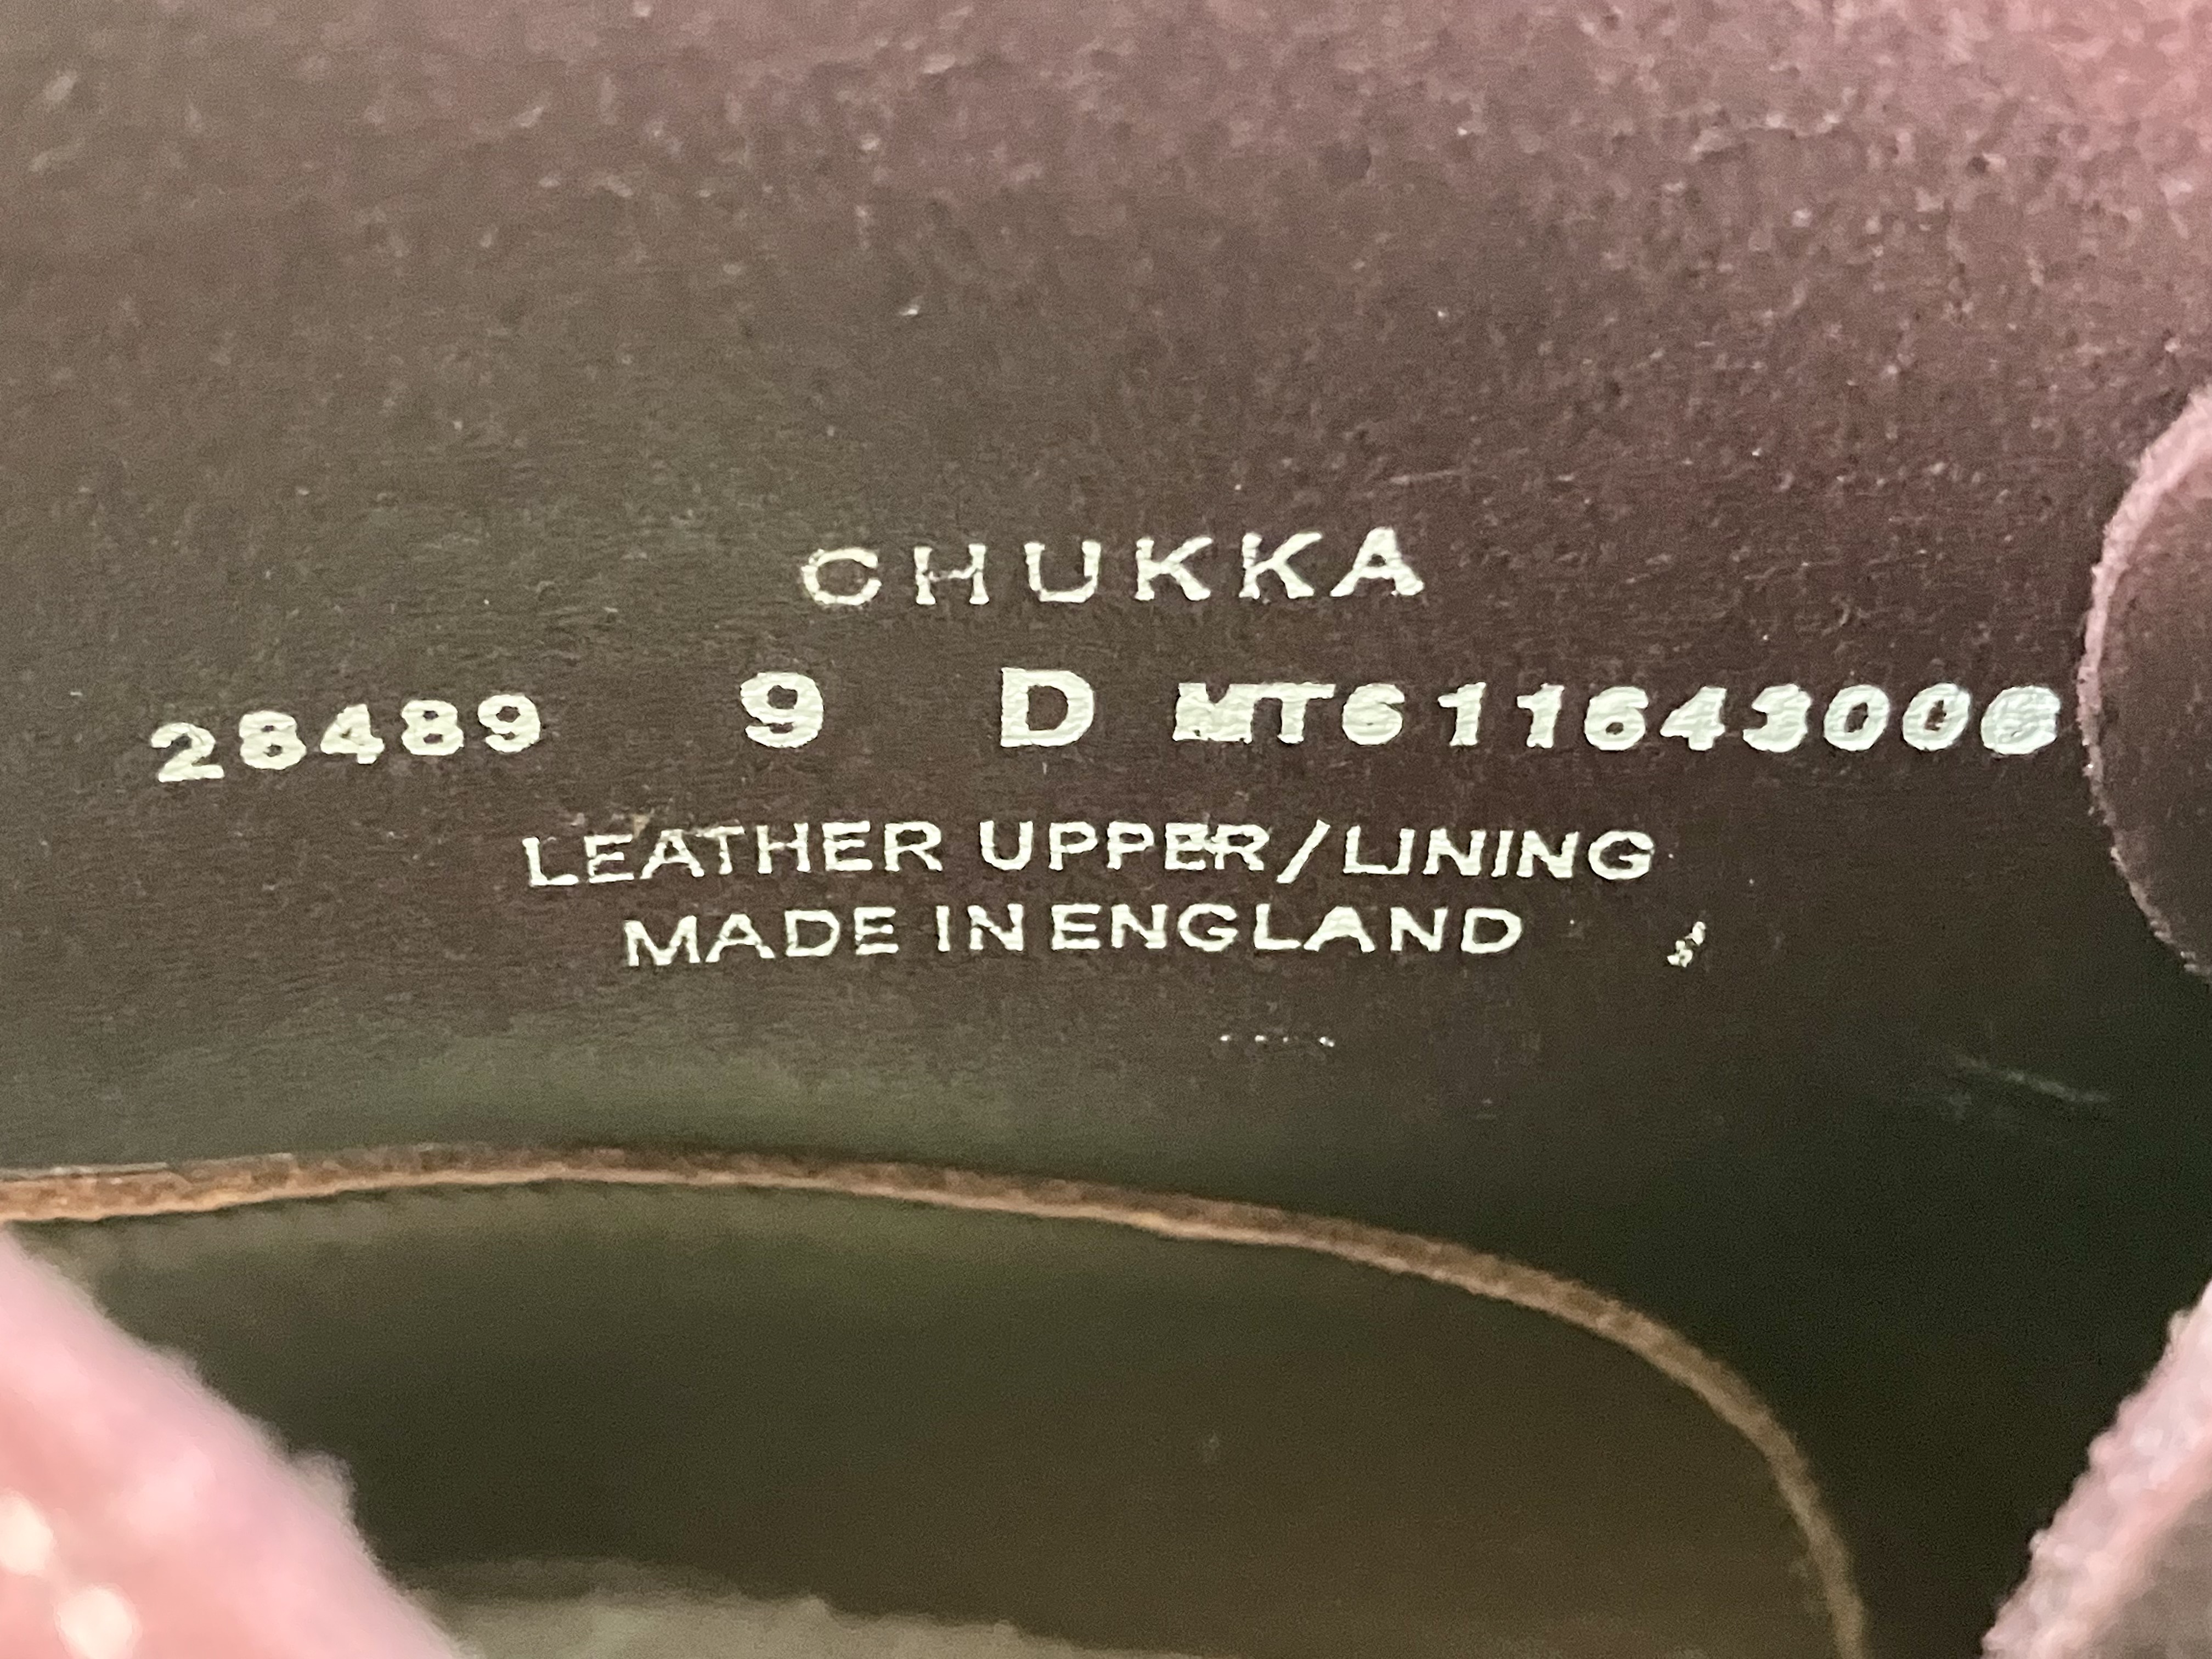 CHUKKA
28489 9 D MT611643006
LEATHER UPPER/LINING
MADE IN ENGLAND